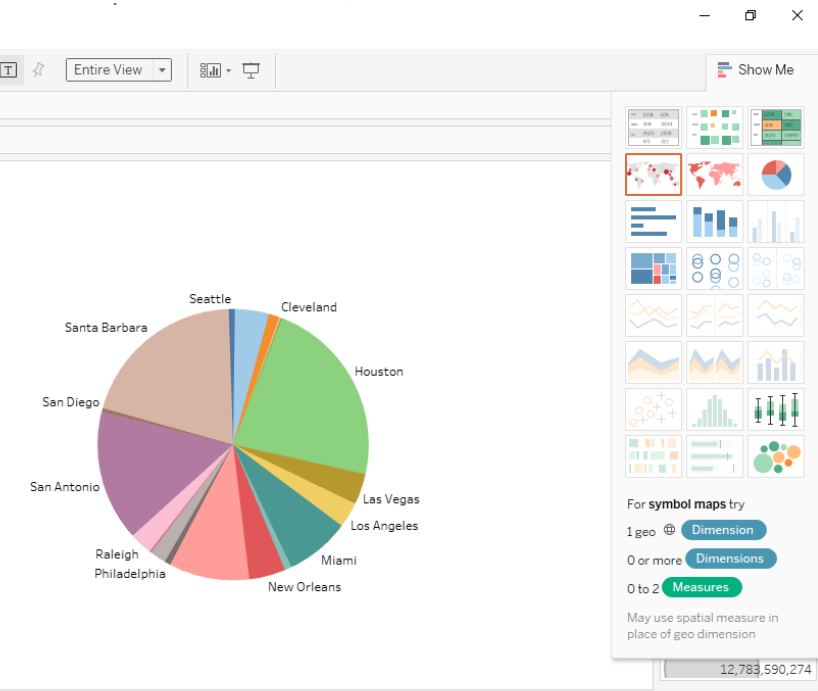 T
Entire View
Show Me
Seattle
Cleveland
Santa Barbara
Houston
San Diego
San Antonio
Las Vegas
Los Angeles
Raleigh
Miami
Philadelphia
New Orleans
For symbol maps try
1 geo Dimension
0 or more Dimensions
0 to 2 Measures
May use spatial measure in
place of geo dimension
12,783,590,274